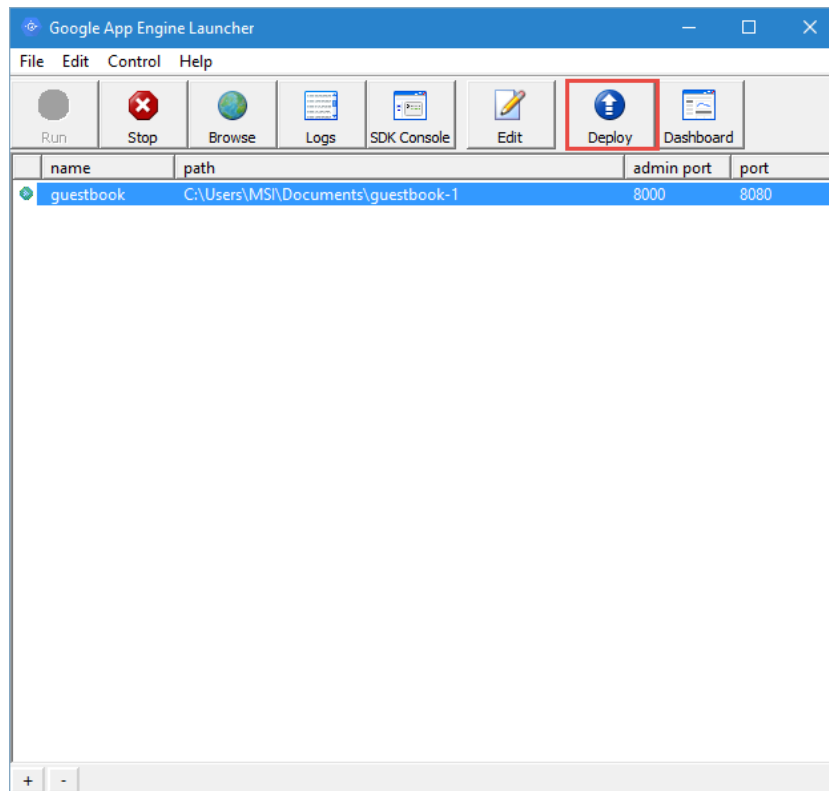 Google App Engine Launcher
File Edit Control Help
Run Stop Browse Logs SDK Console Edit Deploy Dashboard
name path admin port port
guestbook C:\Users\MSI\Documents\guestbook-1 8000 8080
+ -